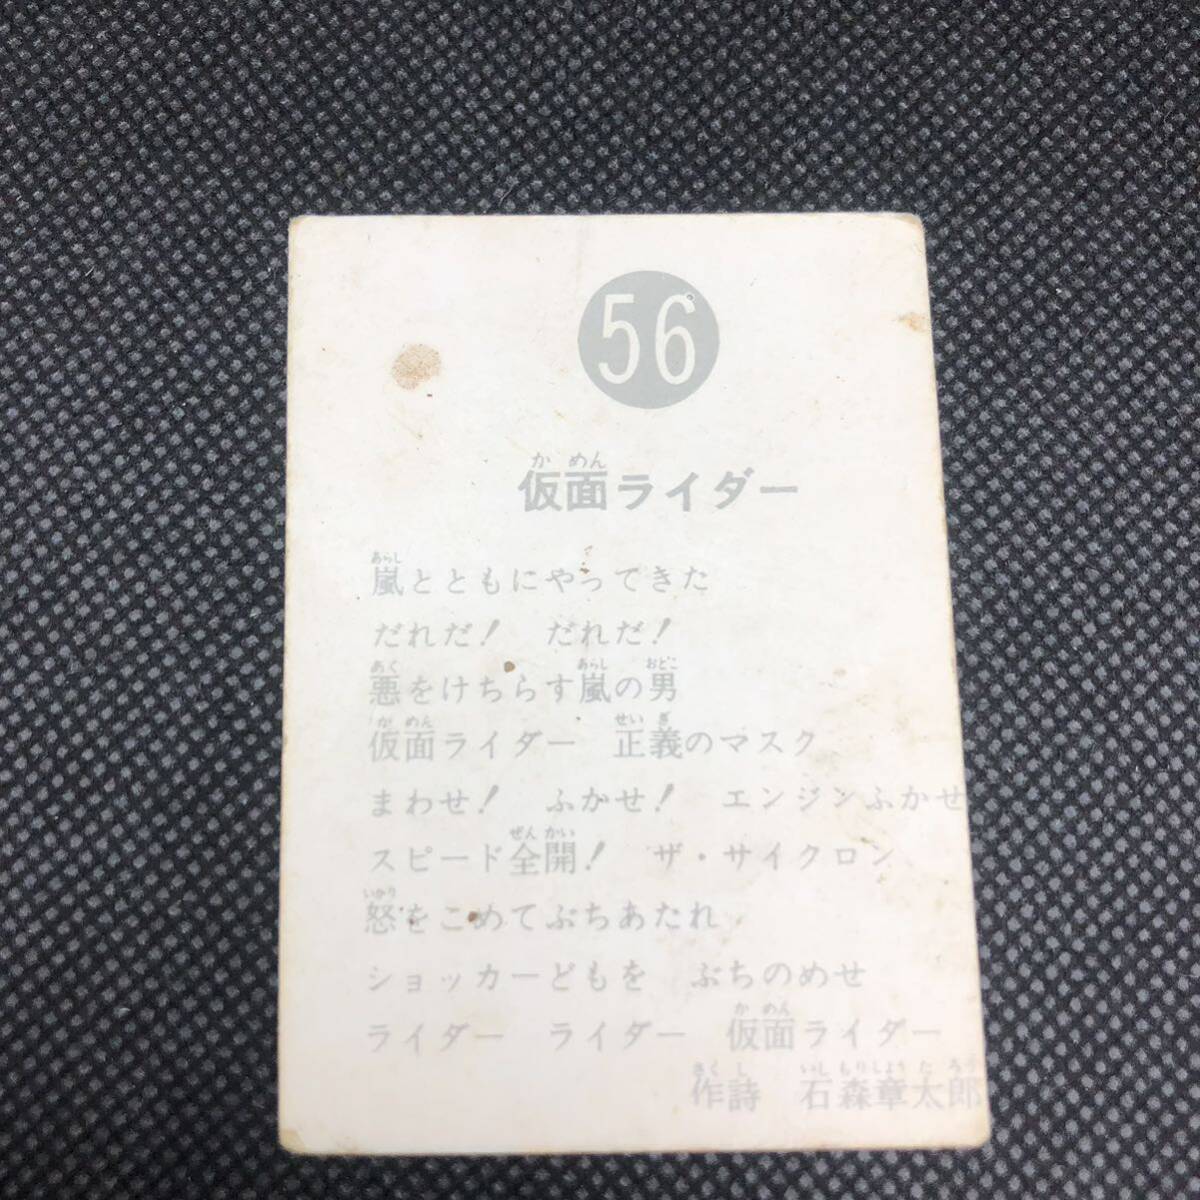 56
仮面ライダー
嵐とともにやってきた
だれだ！　だれだ！
悪をけちらす嵐の男
仮面ライダー　正義のマスク
まわせ！　ふかせ！　エンジンふかせ
スピード全開！　ザ・サイクロン
怒をこめてぶちあたれ
ショッカーどもを　ぶちのめせ
ライダー　ライダー　仮面ライダー
作詩　石森章太郎